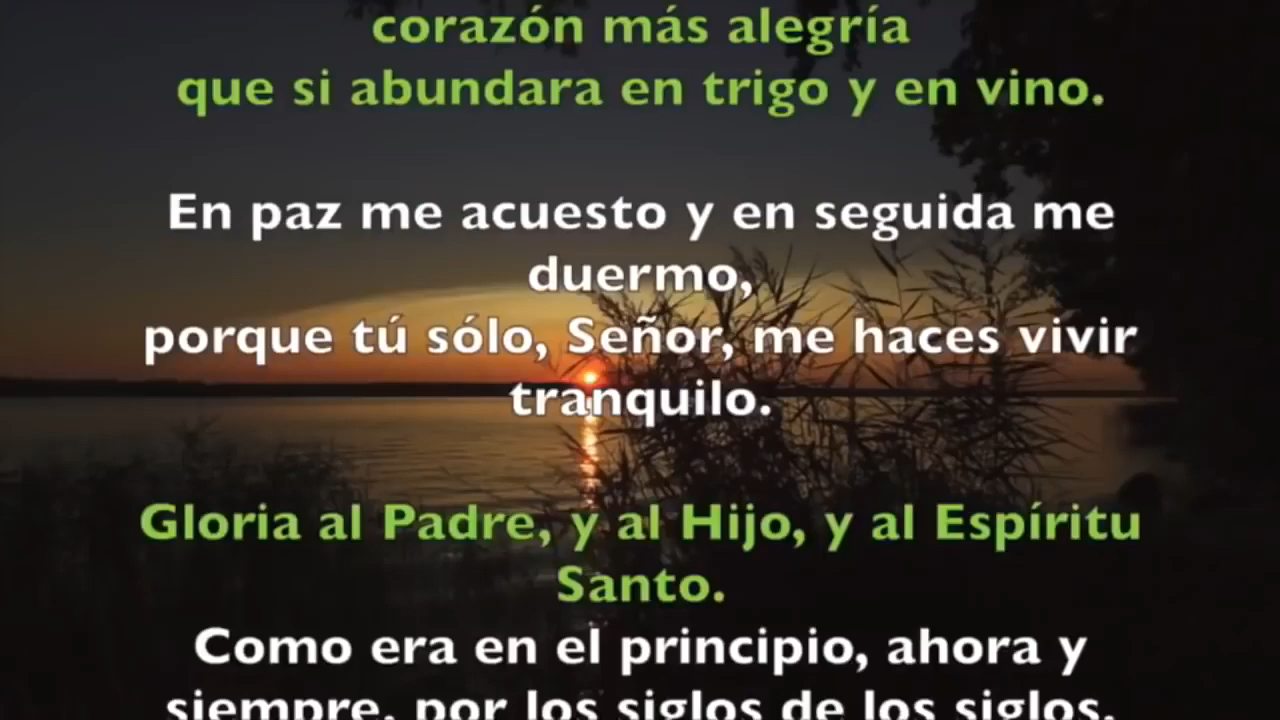 corazón más alegría
que si abundara en trigo y en vino.
En paz me acuesto y en seguida me
duermo,
porque tú sólo, Señor, me haces vivir
tranquilo.
Gloria al Padre, y al Hijo, y al Espíritu
Santo.
Como era en el principio, ahora y
siempre, por los siglos de los siglos.